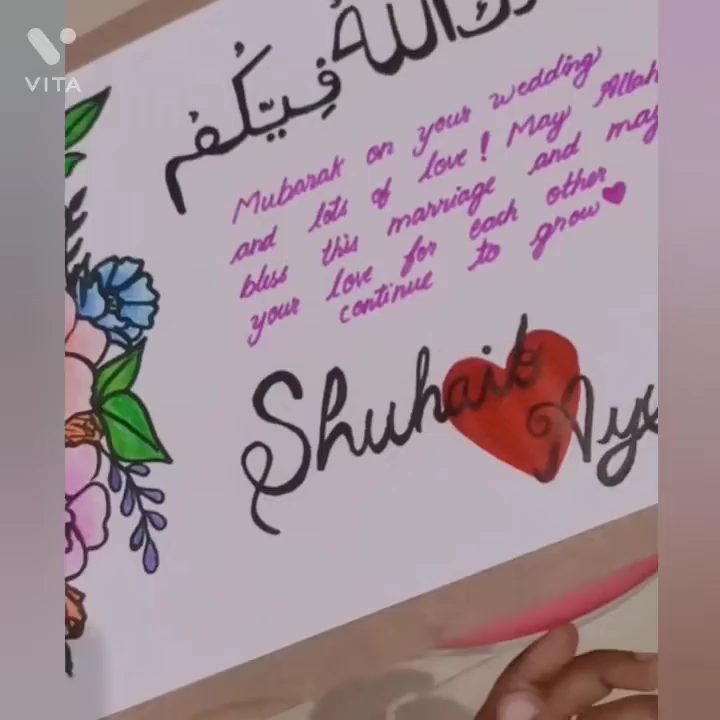 VITA
الله
فِيكُمْ
Mubarak on your wedding
and lots of love! May Allah
bless this marriage and may
your love for each other
continue to grow
Shuhaib